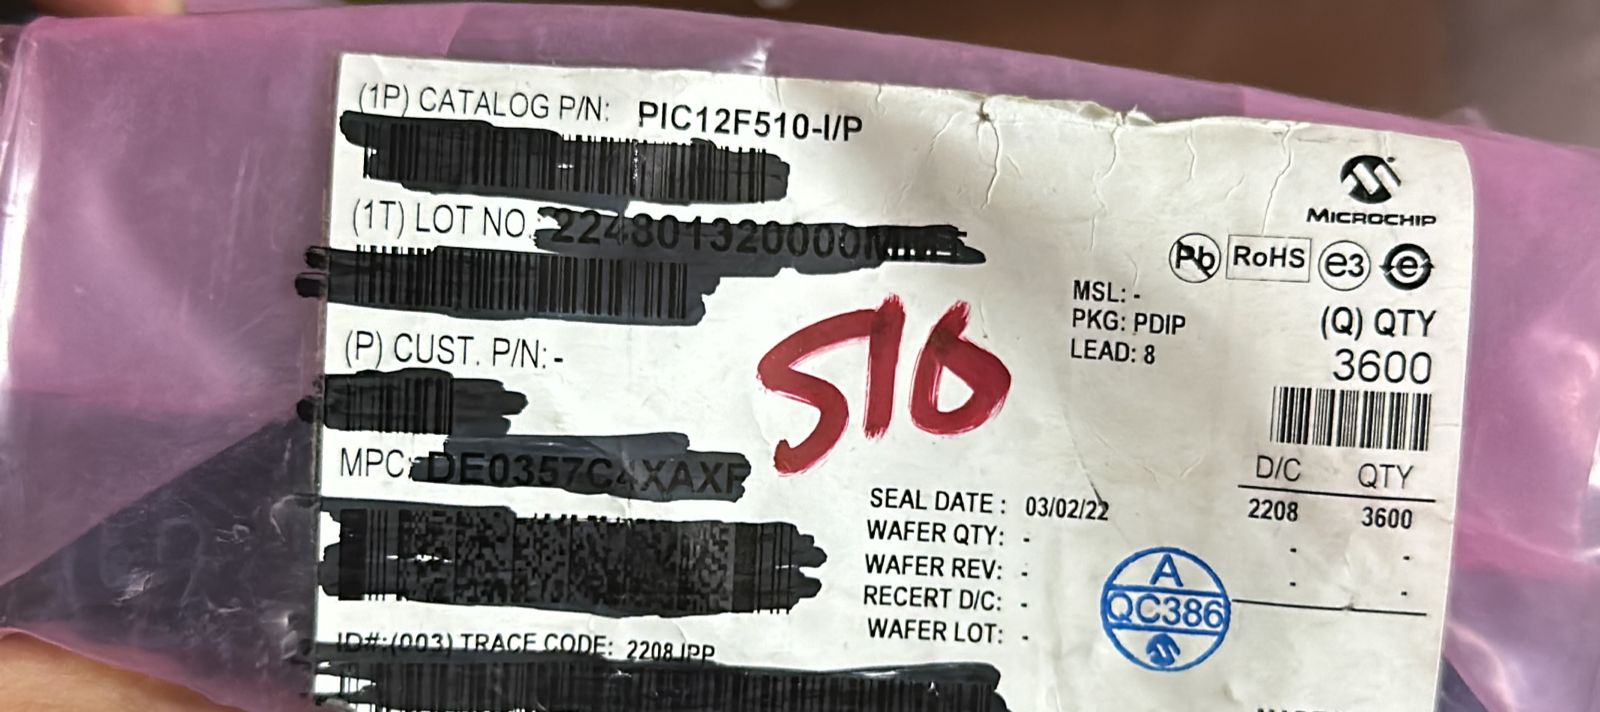 (1P) CATALOG P/N: PIC12F510-I/P
(1T) LOT NO.
(P) CUST. P/N: -
MPC:
ID#:(003) TRACE CODE: 2208JPP
510
MICROCHIP
Pb RoHS e3 e
MSL: -
PKG: PDIP
LEAD: 8
(Q) QTY
3600
D/C QTY
2208 3600
- -
- -
SEAL DATE : 03/02/22
WAFER QTY: -
WAFER REV: -
RECERT D/C: -
WAFER LOT: -
A
QC386